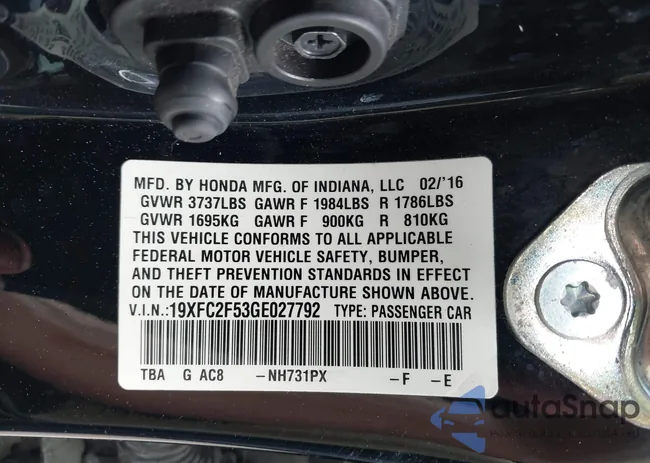 MFD. BY HONDA MFG. OF INDIANA, LLC 02/'16
GVWR 3737LBS GAWR F 1984LBS R 1786LBS
GVWR 1695KG GAWR F 900KG R 810KG
THIS VEHICLE CONFORMS TO ALL APPLICABLE
FEDERAL MOTOR VEHICLE SAFETY, BUMPER,
AND THEFT PREVENTION STANDARDS IN EFFECT
ON THE DATE OF MANUFACTURE SHOWN ABOVE.
V.I.N.:19XFC2F53GE027792 TYPE: PASSENGER CAR
TBA G AC8 -NH731PX -F -E
autoSnap